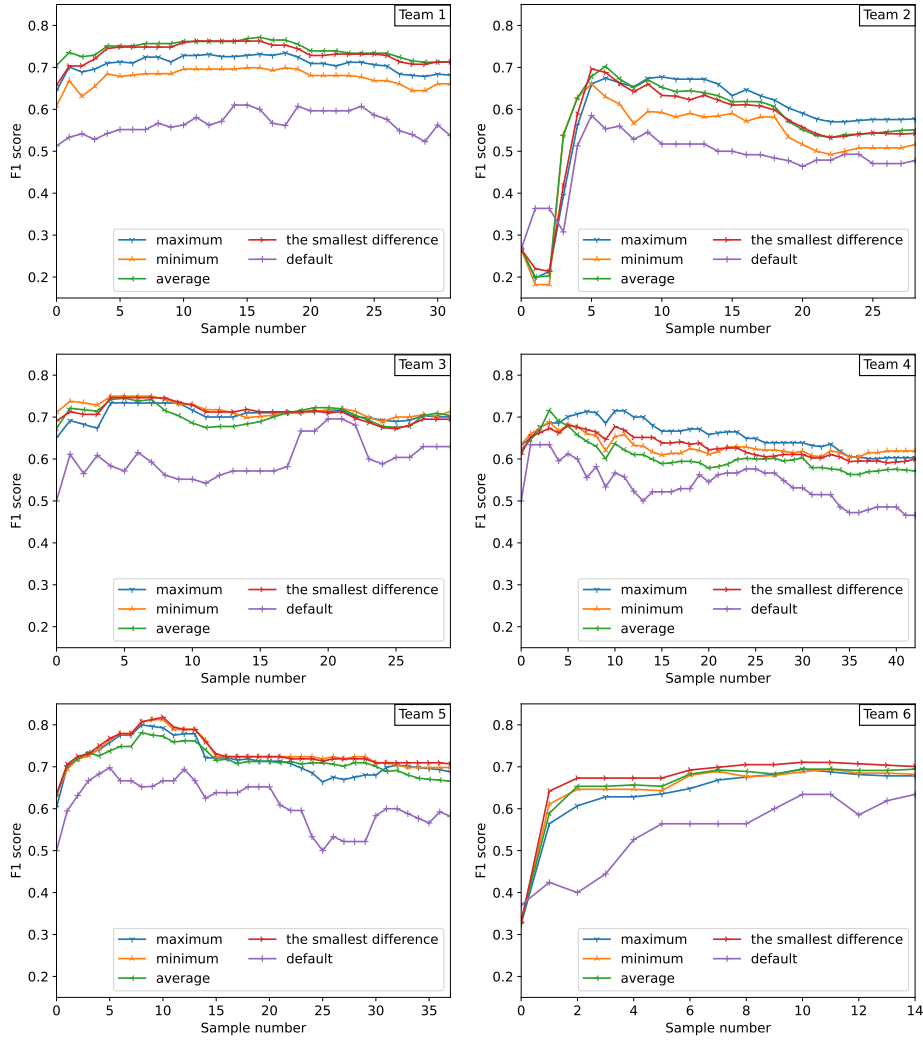 Team 1
F1 score
0.8
0.7
0.6
0.5
0.4
0.3
0.2
maximum
minimum
average
the smallest difference
default
0 5 10 15 20 25 30
Sample number
Team 2
F1 score
0.8
0.7
0.6
0.5
0.4
0.3
0.2
maximum
minimum
average
the smallest difference
default
0 5 10 15 20 25
Sample number
Team 3
F1 score
0.8
0.7
0.6
0.5
0.4
0.3
0.2
maximum
minimum
average
the smallest difference
default
0 5 10 15 20 25
Sample number
Team 4
F1 score
0.8
0.7
0.6
0.5
0.4
0.3
0.2
maximum
minimum
average
the smallest difference
default
0 5 10 15 20 25 30 35 40
Sample number
Team 5
F1 score
0.8
0.7
0.6
0.5
0.4
0.3
0.2
maximum
minimum
average
the smallest difference
default
0 5 10 15 20 25 30 35
Sample number
Team 6
F1 score
0.8
0.7
0.6
0.5
0.4
0.3
0.2
maximum
minimum
average
the smallest difference
default
0 2 4 6 8 10 12 14
Sample number